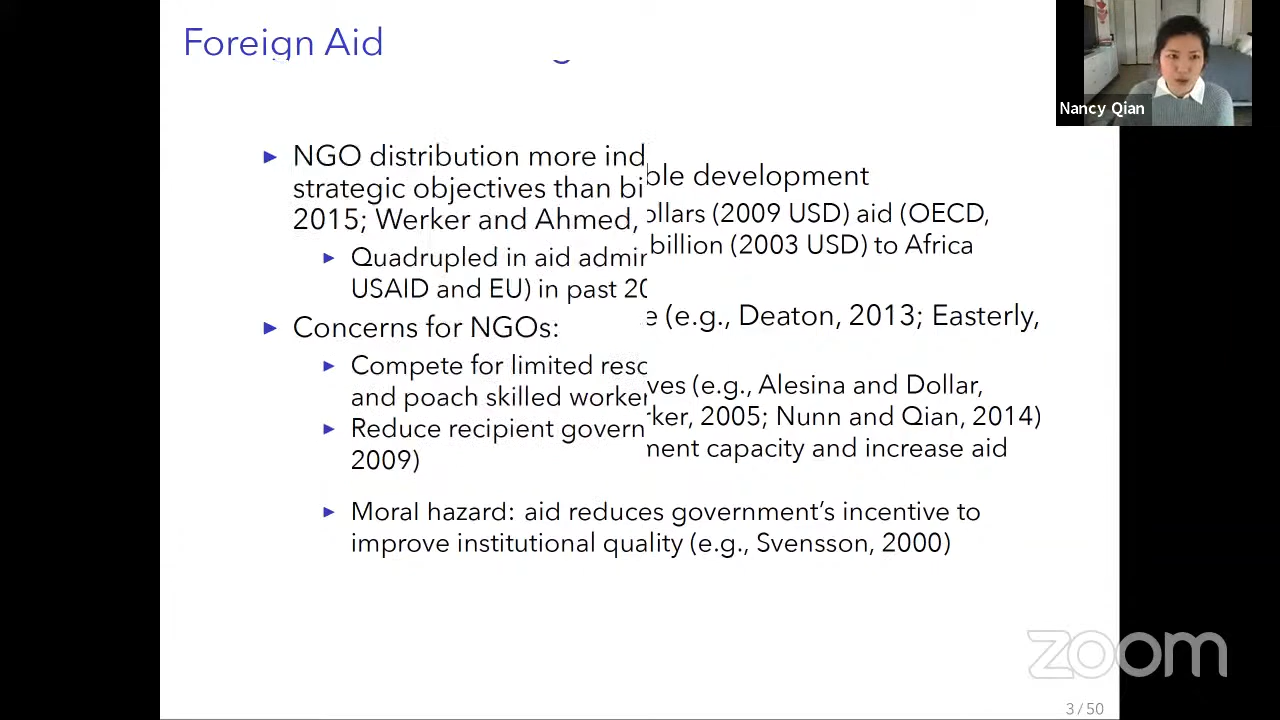 Foreign Aid
NGO distribution more ind
strategic objectives than bi
2015; Werker and Ahmed,
Quadrupled in aid admin
USAID and EU) in past 20
Concerns for NGOs:
Compete for limited reso
and poach skilled worker
Reduce recipient govern
2009)
ble development
ollars (2009 USD) aid (OECD,
billion (2003 USD) to Africa
e (e.g., Deaton, 2013; Easterly,
ves (e.g., Alesina and Dollar,
rker, 2005; Nunn and Qian, 2014)
ment capacity and increase aid
Moral hazard: aid reduces government's incentive to
improve institutional quality (e.g., Svensson, 2000)
Nancy Qian
zoom
3 / 50